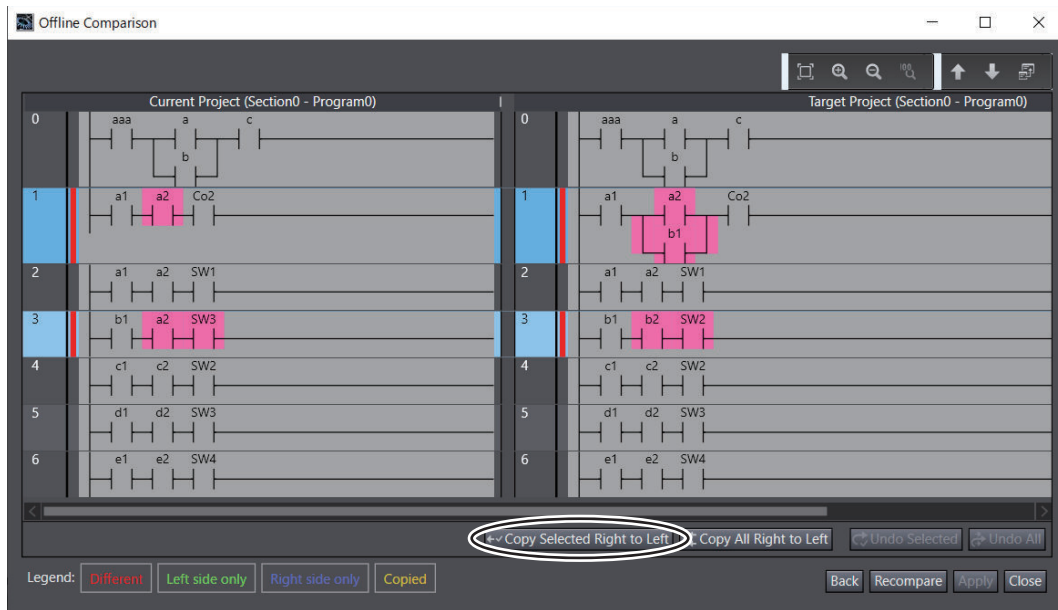 Offline Comparison
100%
Current Project (Section0 - Program0)
Target Project (Section0 - Program0)
0 aaa a c
b
0 aaa a c
b
1 a1 a2 Co2
1 a1 a2 Co2
b1
2 a1 a2 SW1
2 a1 a2 SW1
3 b1 a2 SW3
3 b1 b2 SW2
4 c1 c2 SW2
4 c1 c2 SW2
5 d1 d2 SW3
5 d1 d2 SW3
6 e1 e2 SW4
6 e1 e2 SW4
Copy Selected Right to Left Copy All Right to Left Undo Selected Undo All
Legend: Different Left side only Right side only Copied Back Recompare Apply Close